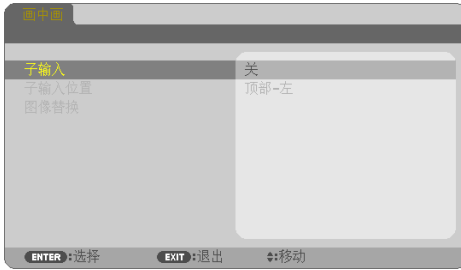 画中画
子输入 关
子输入位置 顶部-左
图像替换
ENTER:选择 EXIT:退出 :移动